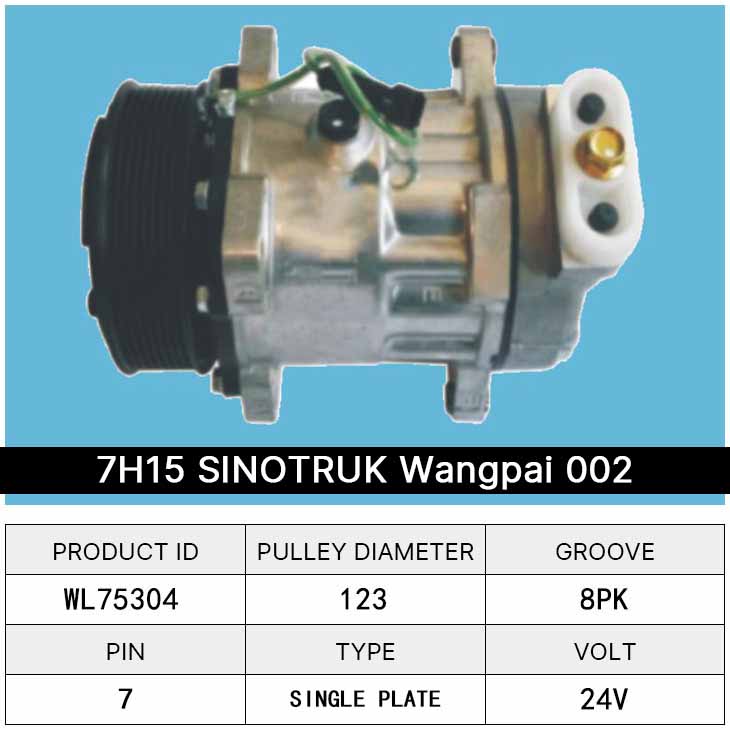 7H15 SINOTRUK Wangpai 002
PRODUCT ID PULLEY DIAMETER GROOVE
WL75304 123 8PK
PIN TYPE VOLT
7 SINGLE PLATE 24V